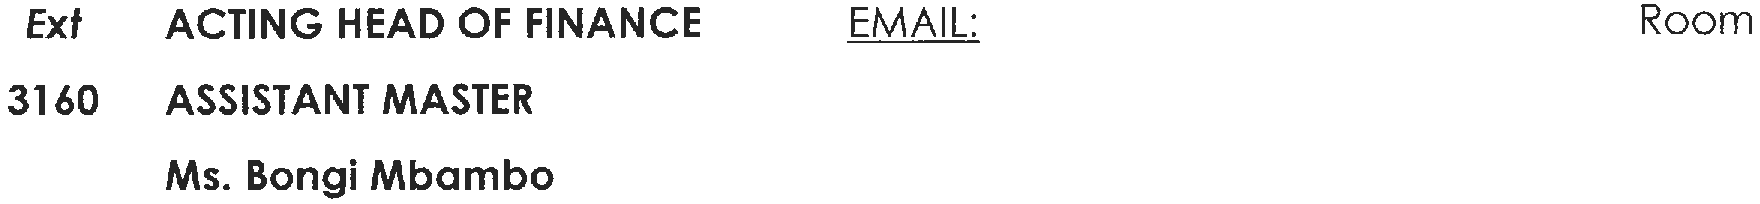 Ext ACTING HEAD OF FINANCE EMAIL: Room
3160 ASSISTANT MASTER
Ms. Bongi Mbambo